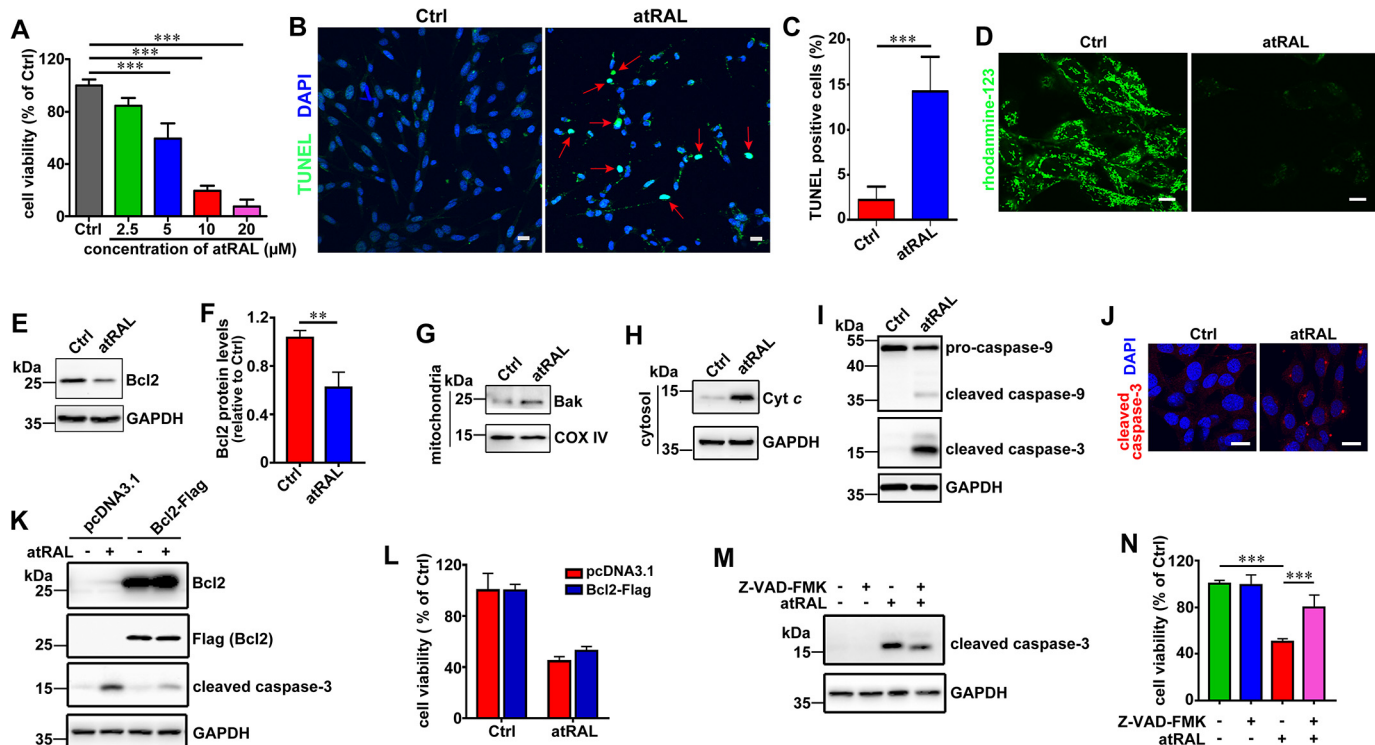 A
cell viability (% of Ctrl)
120
80
40
0
***
***
***
Ctrl 2.5 5 10 20
concentration of atRAL (μM)
B
Ctrl atRAL
TUNEL DAPI
C
TUNEL positive cells (%)
20
15
10
5
0
***
Ctrl atRAL
D
Ctrl atRAL
rhodanmine-123
E
Ctrl atRAL
kDa
25 Bcl2
35 GAPDH
F
Bcl2 protein levels
(relative to Ctrl)
1.2
0.8
0.4
0
**
Ctrl atRAL
G
mitochondria
Ctrl atRAL
kDa
25 Bak
15 COX IV
H
cytosol
Ctrl atRAL
kDa
15 Cyt c
35 GAPDH
I
kDa Ctrl atRAL
55 pro-caspase-9
40
35 cleaved caspase-9
15 cleaved caspase-3
35 GAPDH
J
Ctrl atRAL
cleaved
caspase-3 DAPI
K
pcDNA3.1 Bcl2-Flag
atRAL - + - +
kDa
25 Bcl2
25 Flag (Bcl2)
15 cleaved caspase-3
35 GAPDH
L
cell viability ( % of Ctrl)
120
80
40
0
pcDNA3.1
Bcl2-Flag
Ctrl atRAL
M
Z-VAD-FMK - + - +
atRAL - - + +
kDa
15 cleaved caspase-3
35 GAPDH
N
cell viability (% of Ctrl)
120
80
40
0
***
***
Z-VAD-FMK - + - +
atRAL - - + +